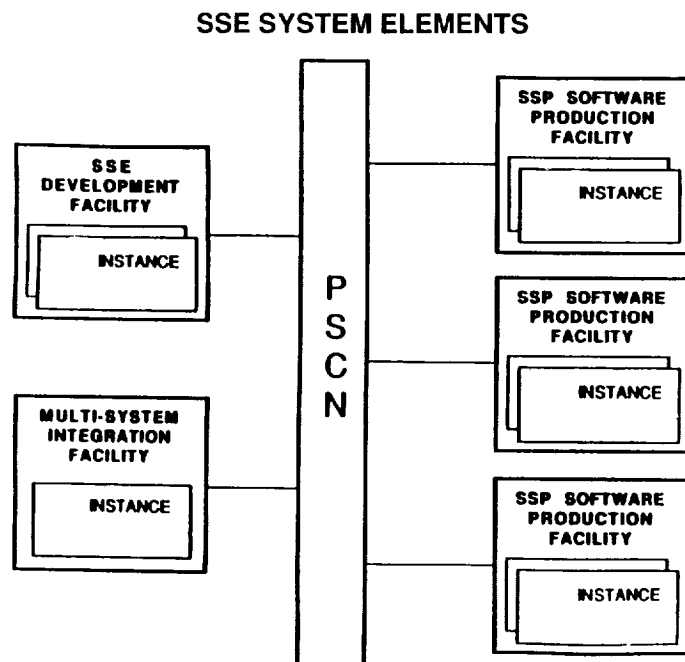 SSE SYSTEM ELEMENTS
SSE
DEVELOPMENT
FACILITY
INSTANCE
MULTI-SYSTEM
INTEGRATION
FACILITY
INSTANCE
P
S
C
N
SSP SOFTWARE
PRODUCTION
FACILITY
INSTANCE
SSP SOFTWARE
PRODUCTION
FACILITY
INSTANCE
SSP SOFTWARE
PRODUCTION
FACILITY
INSTANCE